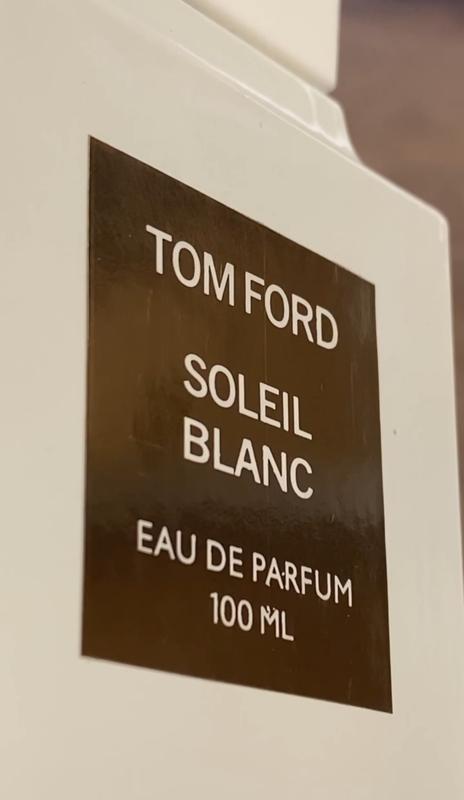 TOM FORD
SOLEIL
BLANC
EAU DE PARFUM
100 ML